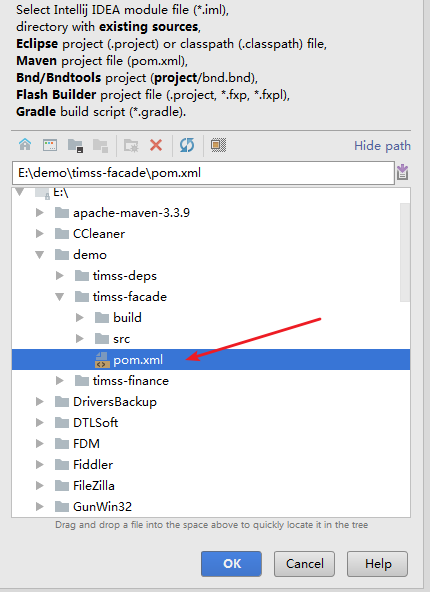 Select Intellij IDEA module file (*.iml),
directory with existing sources,
Eclipse project (.project) or classpath (.classpath) file,
Maven project file (pom.xml),
Bnd/Bndtools project (project/bnd.bnd),
Flash Builder project file (.project, *.fxp, *.fxpl),
Gradle build script (*.gradle).
Hide path
E:\demo\timss-facade\pom.xml
E:\
apache-maven-3.3.9
CCleaner
demo
timss-deps
timss-facade
build
src
pom.xml
timss-finance
DriversBackup
DTLSoft
FDM
Fiddler
FileZilla
GunWin32
Drag and drop a file into the space above to quickly locate it in the tree
OK
Cancel
Help